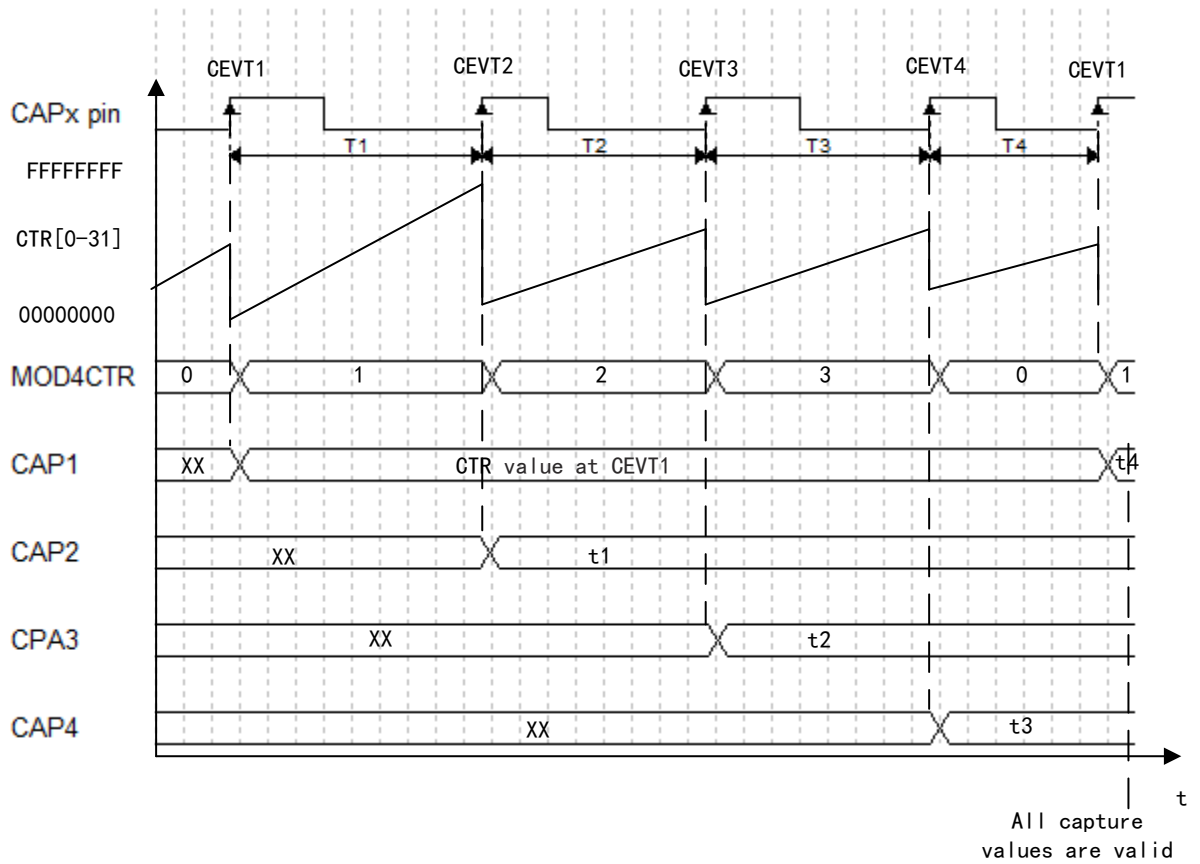 CEVT1
CEVT2
CEVT3
CEVT4
CEVT1
CAPx pin
T1
T2
T3
T4
FFFFFFFF
CTR[0-31]
00000000
MOD4CTR
0
1
2
3
0
1
CAP1
XX
CTR value at CEVT1
t4
CAP2
XX
t1
CPA3
XX
t2
CAP4
XX
t3
t
All capture
values are valid